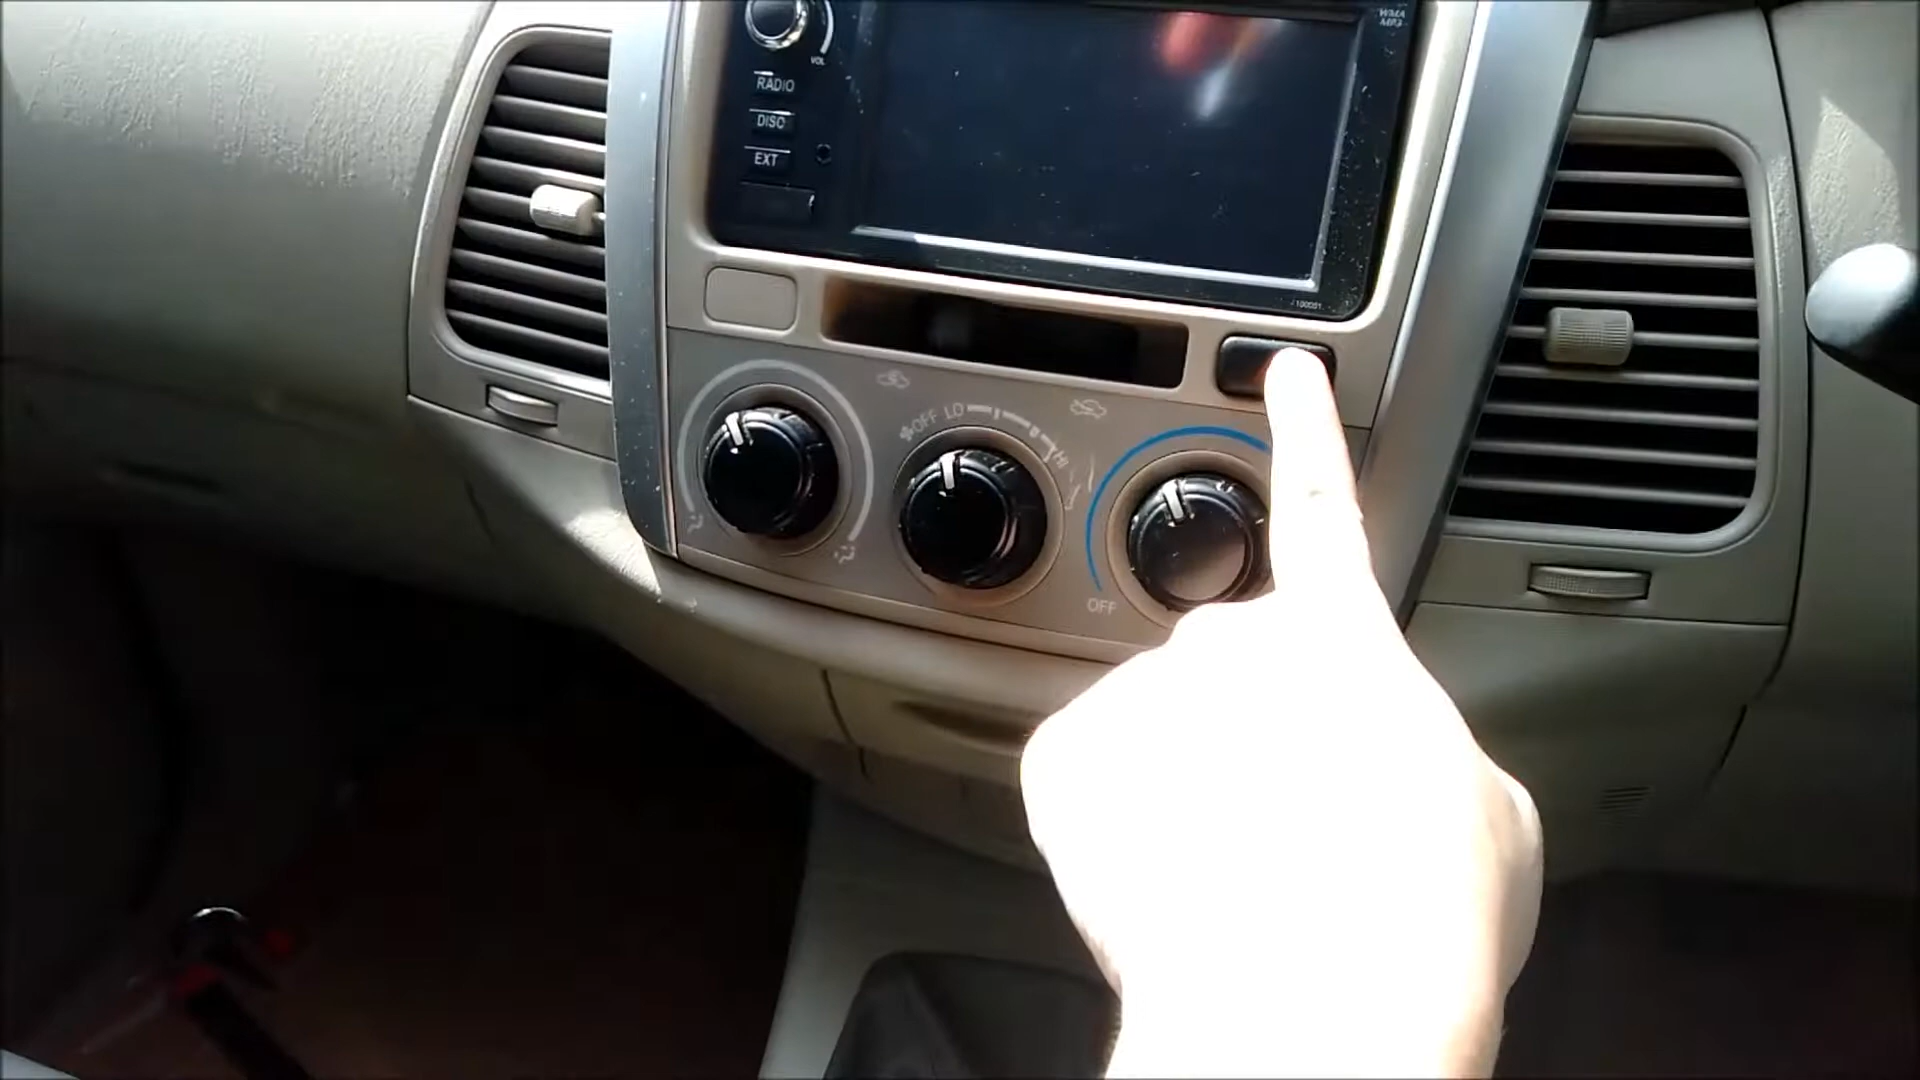 WMA
MP3
VOL
RADIO
DISC
EXT
OFF LO
HI
OFF